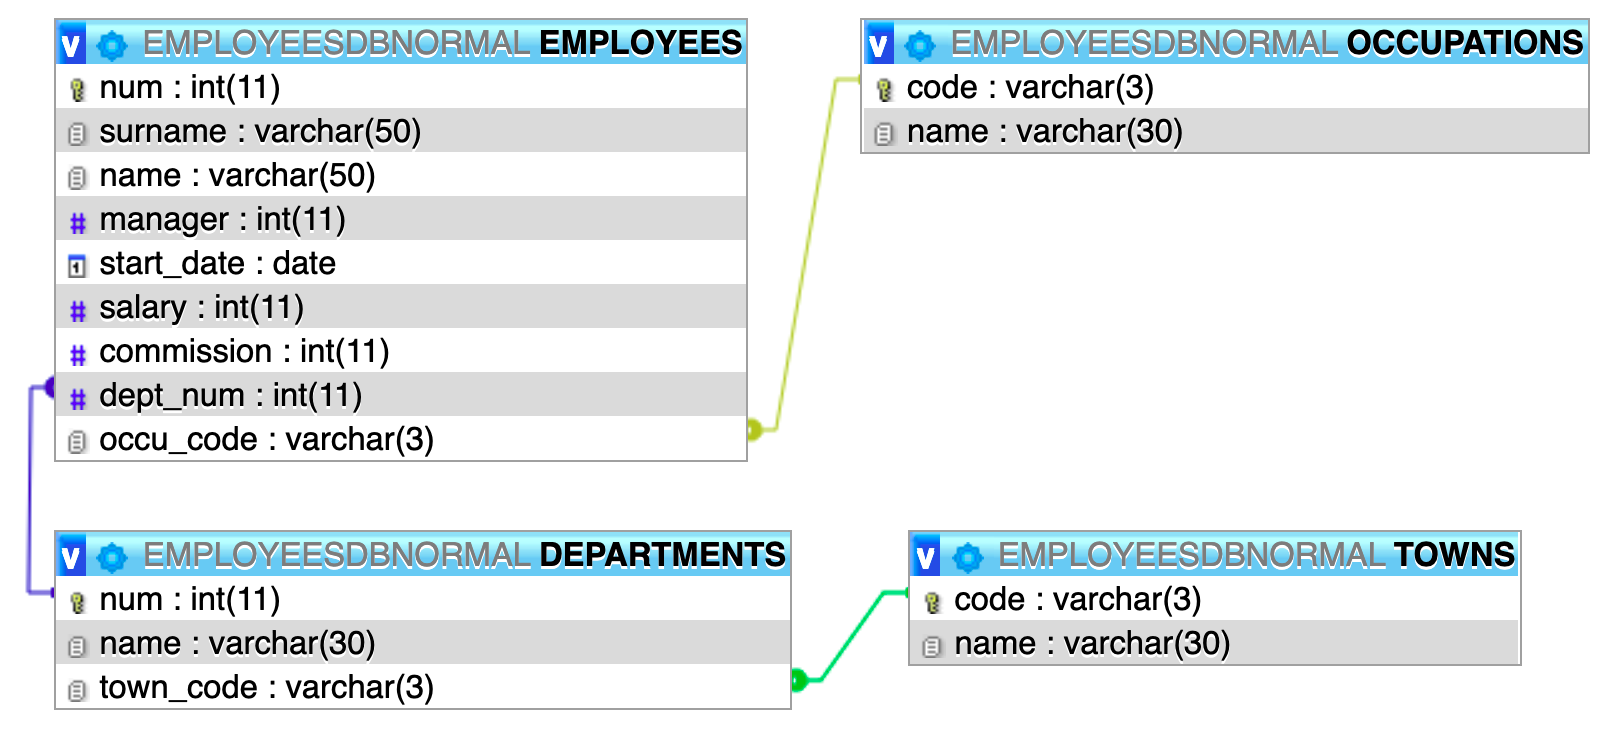 v EMPLOYEESDBNORMAL EMPLOYEES
num : int(11)
surname : varchar(50)
name : varchar(50)
# manager : int(11)
1 start_date : date
# salary : int(11)
# commission : int(11)
# dept_num : int(11)
occu_code : varchar(3)
v EMPLOYEESDBNORMAL OCCUPATIONS
code : varchar(3)
name : varchar(30)
v EMPLOYEESDBNORMAL DEPARTMENTS
num : int(11)
name : varchar(30)
town_code : varchar(3)
v EMPLOYEESDBNORMAL TOWNS
code : varchar(3)
name : varchar(30)